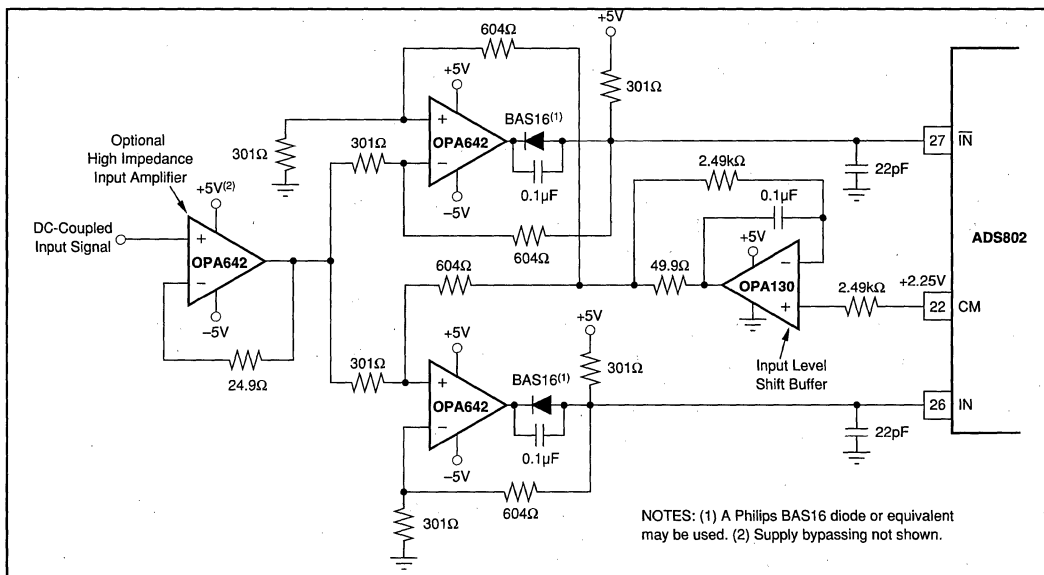 +5V
604Ω
+5V
301Ω
BAS16(1)
Optional
High Impedance
Input Amplifier
+
OPA642
–
27
IN
301Ω
301Ω
2.49kΩ
22pF
–5V
0.1µF
0.1µF
+5V(2)
DC-Coupled
Input Signal
ADS802
604Ω
+5V
+
OPA642
–
604Ω
49.9Ω
–
OPA130
+
2.49kΩ
+2.25V
22
CM
–5V
+5V
+5V
24.9Ω
301Ω
BAS16(1)
301Ω
Input Level
Shift Buffer
+
OPA642
–
26
IN
22pF
–5V
0.1µF
604Ω
301Ω
NOTES: (1) A Philips BAS16 diode or equivalent
may be used. (2) Supply bypassing not shown.